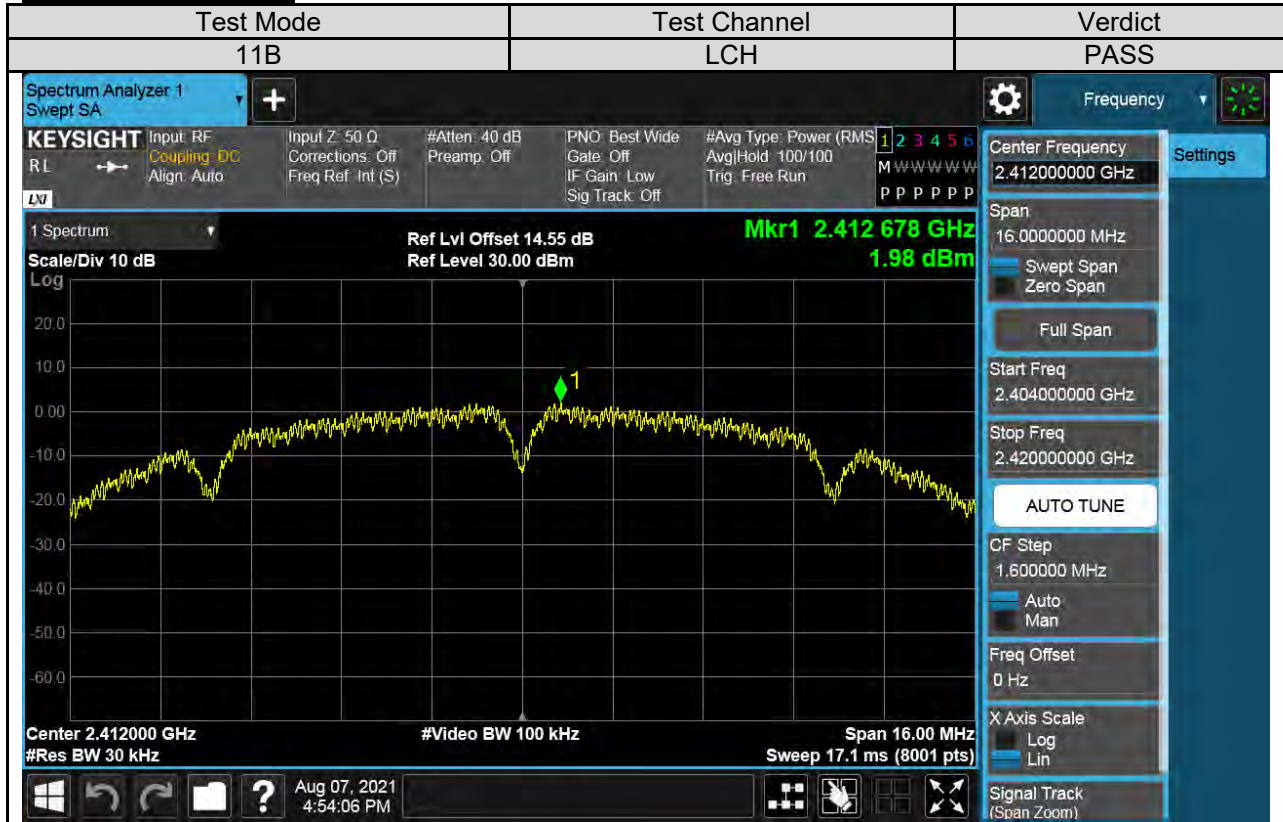 Test Mode Test Channel Verdict
11B LCH PASS
Spectrum Analyzer 1
Swept SA
+
Frequency
KEYSIGHT Input: RF Input Z: 50 Ω #Atten: 40 dB PNO: Best Wide #Avg Type: Power (RMS 1 2 3 4 5 6
RL Coupling: DC Corrections: Off Preamp: Off Gate: Off Avg|Hold: 100/100 M W W W W W
Align: Auto Freq Ref: Int (S) IF Gain: Low Trig: Free Run
LXI Sig Track: Off P P P P P P
1 Spectrum
Ref Lvl Offset 14.55 dB Mkr1 2.412 678 GHz
Scale/Div 10 dB Ref Level 30.00 dBm 1.98 dBm
Log
20.0
10.0
1
0.00
-10.0
-20.0
-30.0
-40.0
-50.0
-60.0
Center 2.412000 GHz #Video BW 100 kHz Span 16.00 MHz
#Res BW 30 kHz Sweep 17.1 ms (8001 pts)
Center Frequency
2.412000000 GHz
Settings
Span
16.0000000 MHz
Swept Span
Zero Span
Full Span
Start Freq
2.404000000 GHz
Stop Freq
2.420000000 GHz
AUTO TUNE
CF Step
1.600000 MHz
Auto
Man
Freq Offset
0 Hz
X Axis Scale
Log
Lin
Signal Track
(Span Zoom)
?
Aug 07, 2021
4:54:06 PM